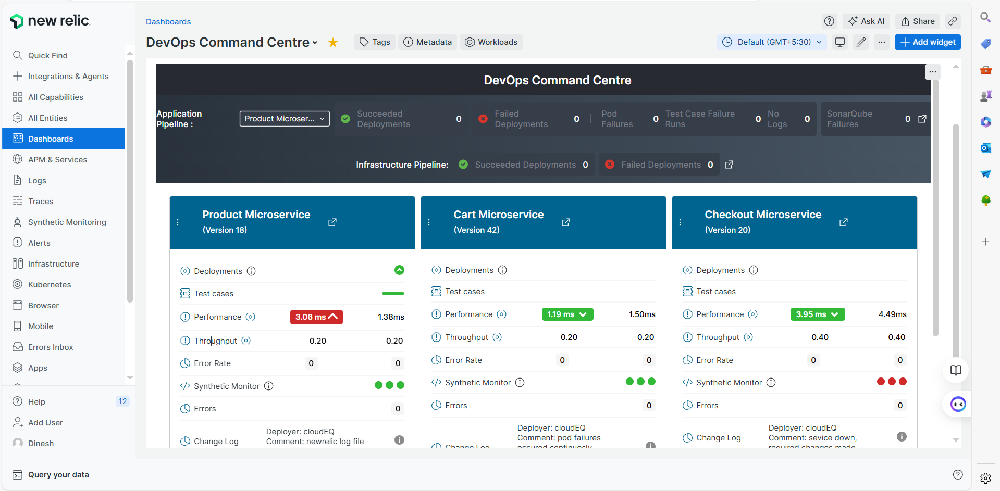 new relic
Quick Find
Integrations & Agents
All Capabilities
All Entities
Dashboards
APM & Services
Logs
Traces
Synthetic Monitoring
Alerts
Infrastructure
Kubernetes
Browser
Mobile
Errors Inbox
Apps
Help 12
Add User
Dinesh
Query your data
Dashboards
Ask AI Share
DevOps Command Centre Tags Metadata Workloads Default (GMT+5:30) Add widget
DevOps Command Centre
Application
Pipeline :
Product Microser...
Succeeded
Deployments
0
Failed
Deployments
0
Pod
Failures
0
Test Case Failure
Runs
0
No
Logs
0
SonarQube
Failures
0
Infrastructure Pipeline: Succeeded Deployments 0 Failed Deployments 0
Product Microservice
(Version 18)
Deployments
Test cases
Performance 3.06 ms 1.38ms
Throughput 0.20 0.20
Error Rate 0 0
Synthetic Monitor
Errors 0
Change Log
Deployer: cloudEQ
Comment: newrelic log file
Cart Microservice
(Version 42)
Deployments
Test cases
Performance 1.19 ms 1.50ms
Throughput 0.20 0.20
Error Rate 0 0
Synthetic Monitor
Errors 0
Change Log
Deployer: cloudEQ
Comment: pod failures
occured continuosly
Checkout Microservice
(Version 20)
Deployments
Test cases
Performance 3.95 ms 4.49ms
Throughput 0.40 0.40
Error Rate 0 0
Synthetic Monitor
Errors 0
Change Log
Deployer: cloudEQ
Comment: sevice down,
required changes made